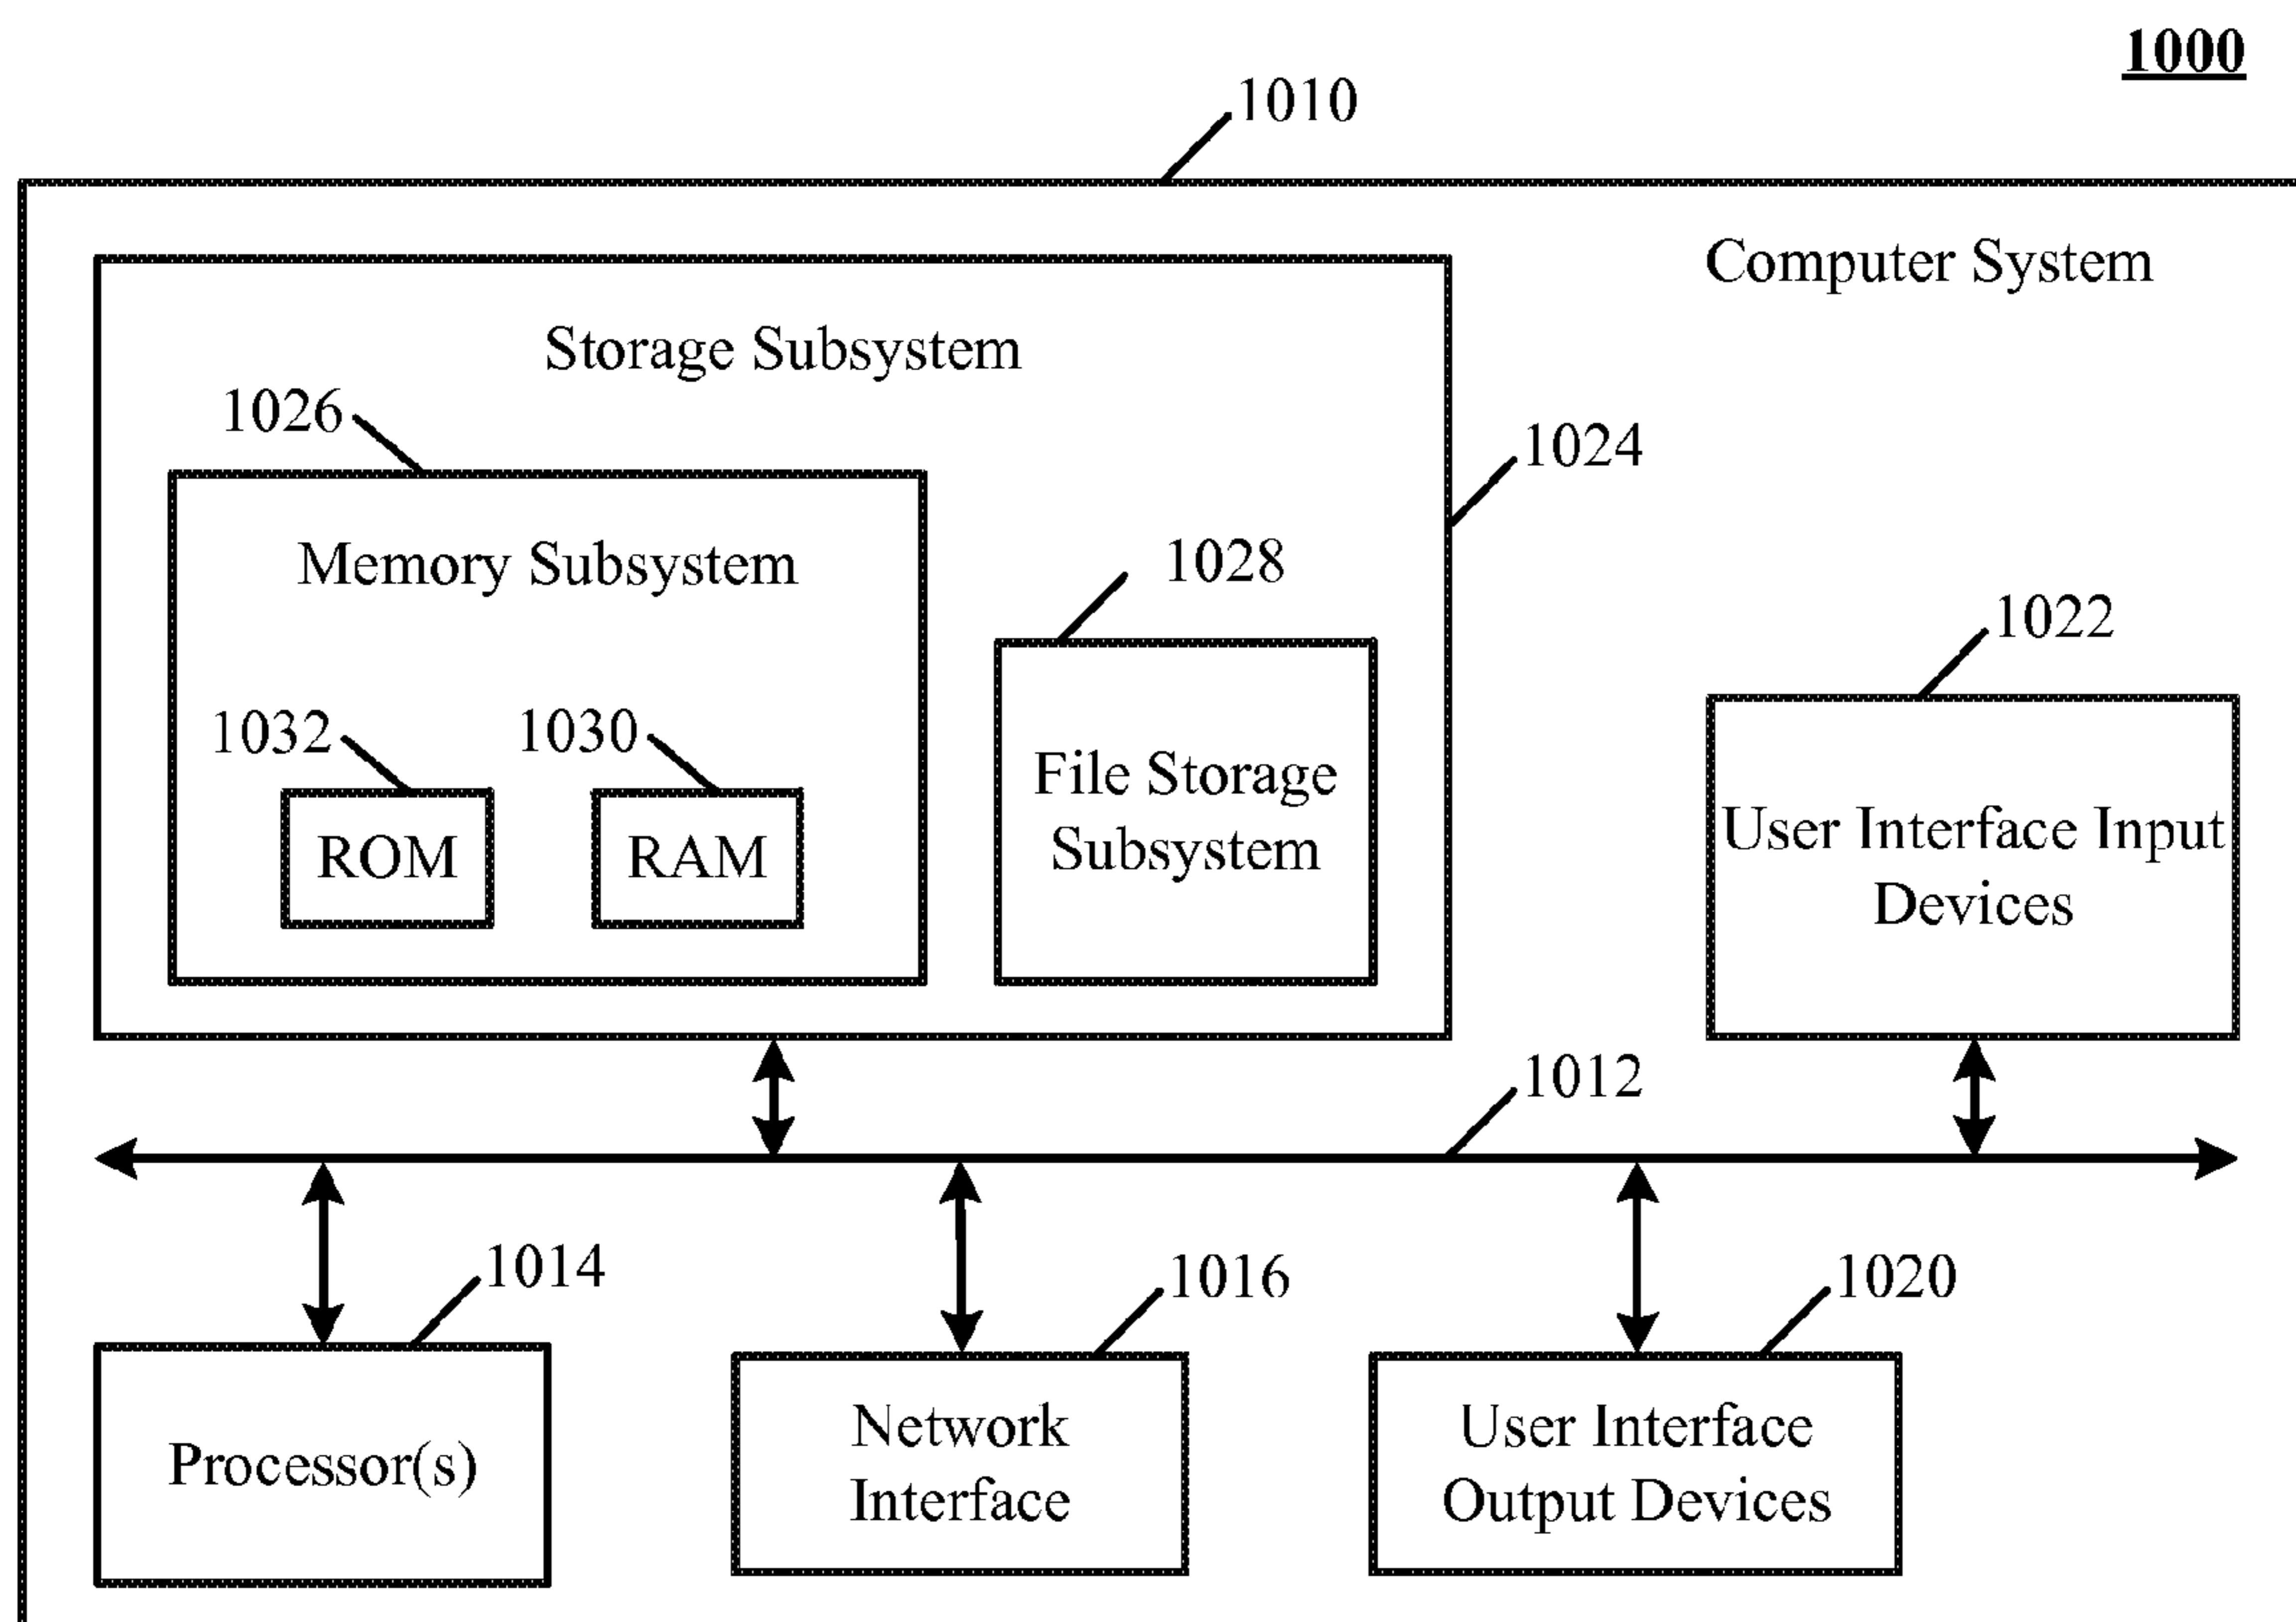 1000
1010
Computer System
Storage Subsystem
1026
1024
Memory Subsystem
1028
1022
1032
1030
File Storage
Subsystem
ROM
RAM
User Interface Input
Devices
1012
1014
1016
1020
Processor(s)
Network
Interface
User Interface
Output Devices